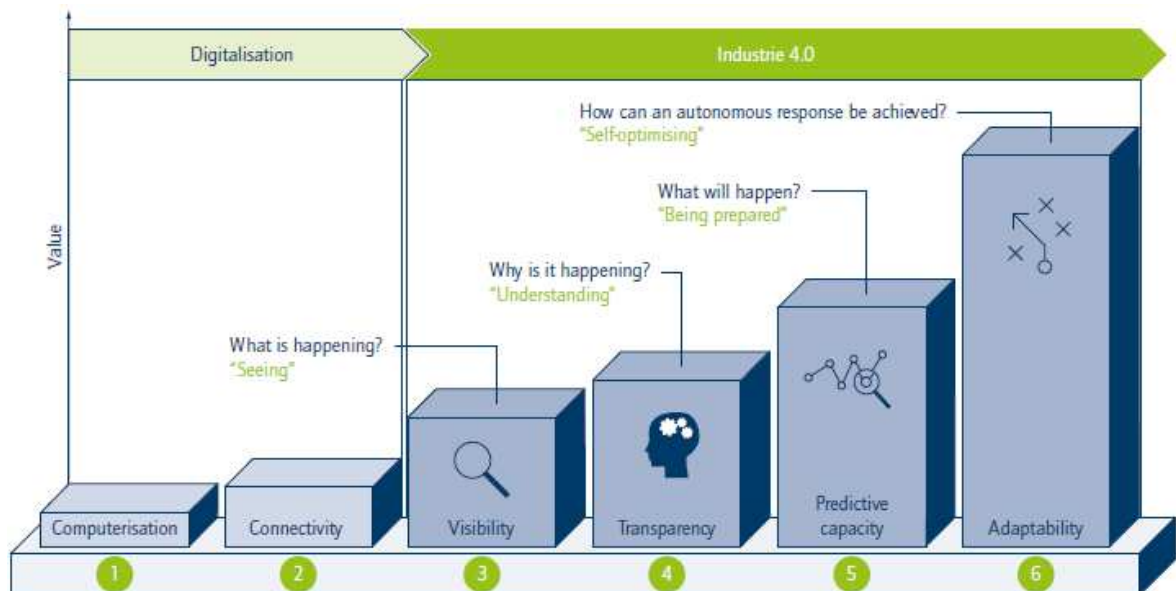 Digitalisation
Industrie 4.0
How can an autonomous response be achieved?
"Self-optimising"
What will happen?
"Being prepared"
Why is it happening?
"Understanding"
What is happening?
"Seeing"
Value
Computerisation
Connectivity
Visibility
Transparency
Predictive
capacity
Adaptability
1
2
3
4
5
6